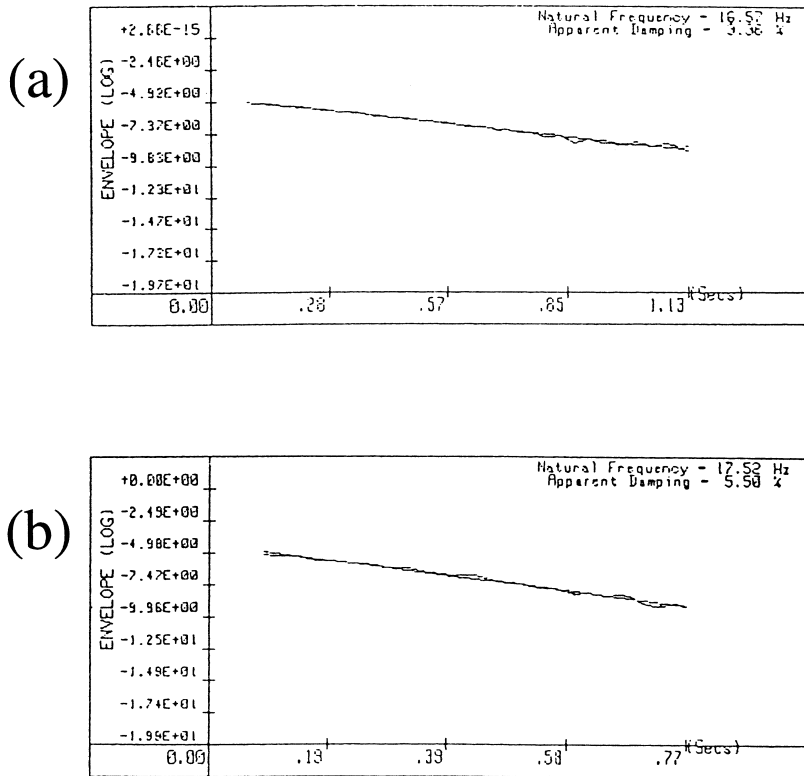 (a)
Natural Frequency - 16.57 Hz
Apparent Damping - 3.36 %
ENVELOPE (LOG)
+2.66E-15
-2.46E+00
-4.92E+00
-7.37E+00
-9.83E+00
-1.23E+01
-1.47E+01
-1.72E+01
-1.97E+01
0.00 .28 .57 .85 1.13 (Secs)
(b)
Natural Frequency - 17.52 Hz
Apparent Damping - 5.50 %
ENVELOPE (LOG)
+0.00E+00
-2.49E+00
-4.98E+00
-7.47E+00
-9.96E+00
-1.25E+01
-1.49E+01
-1.74E+01
-1.99E+01
0.00 .19 .39 .58 .77 (Secs)